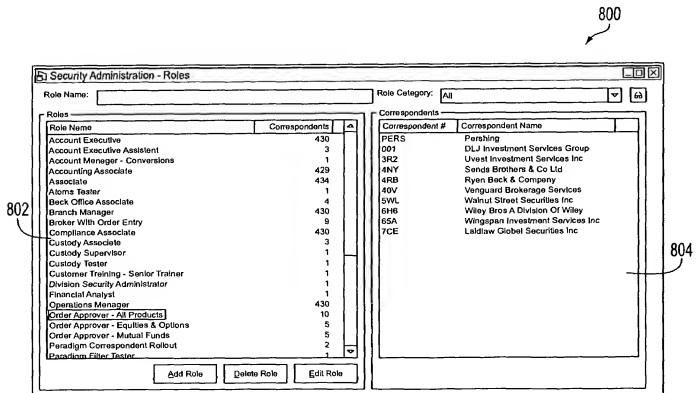 800
Security Administration - Roles
Role Name:
Role Category: All
Roles
Role Name Correspondents
Account Executive 430
Account Executive Assistent 3
Account Meneger - Conversions 1
Accounting Associate 429
Associate 434
Atoms Tester 1
Beck Office Associate 4
Branch Manager 430
Broker With Order Entry 9
Compliance Associate 430
Custody Associate 3
Custody Supervisor 1
Custody Tester 1
Customer Training - Senior Trainer 1
Division Security Administrator 1
Financial Analyst 1
Operations Meneger 430
Order Approver - All Products 10
Order Approver - Equities & Options 5
Order Approver - Mutual Funds 5
Peradigm Correspondent Rollout 2
Paradigm Filter Tester 1
Add Role Delete Role Edit Role
802
Correspondents
Correspondent # Correspondent Name
PERS Pershing
001 DLJ Investment Services Group
3R2 Uvest Investment Services Inc
4NY Sends Brothers & Co Ltd
4RB Ryen Beck & Compeny
40V Venguard Brokerage Services
5WL Walnut Street Securities Inc
6H6 Wiley Bros A Division Of Wiley
65A Wingspan Investment Services Inc
7CE Laidlaw Global Securities Inc
804